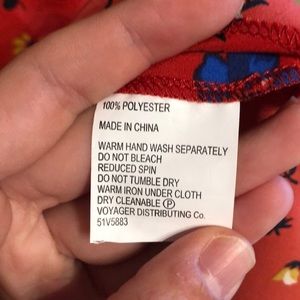 100% POLYESTER
MADE IN CHINA
WARM HAND WASH SEPARATELY
DO NOT BLEACH
REDUCED SPIN
DO NOT TUMBLE DRY
WARM IRON UNDER CLOTH
DRY CLEANABLE Ⓟ
VOYAGER DISTRIBUTING Co.
51V5883